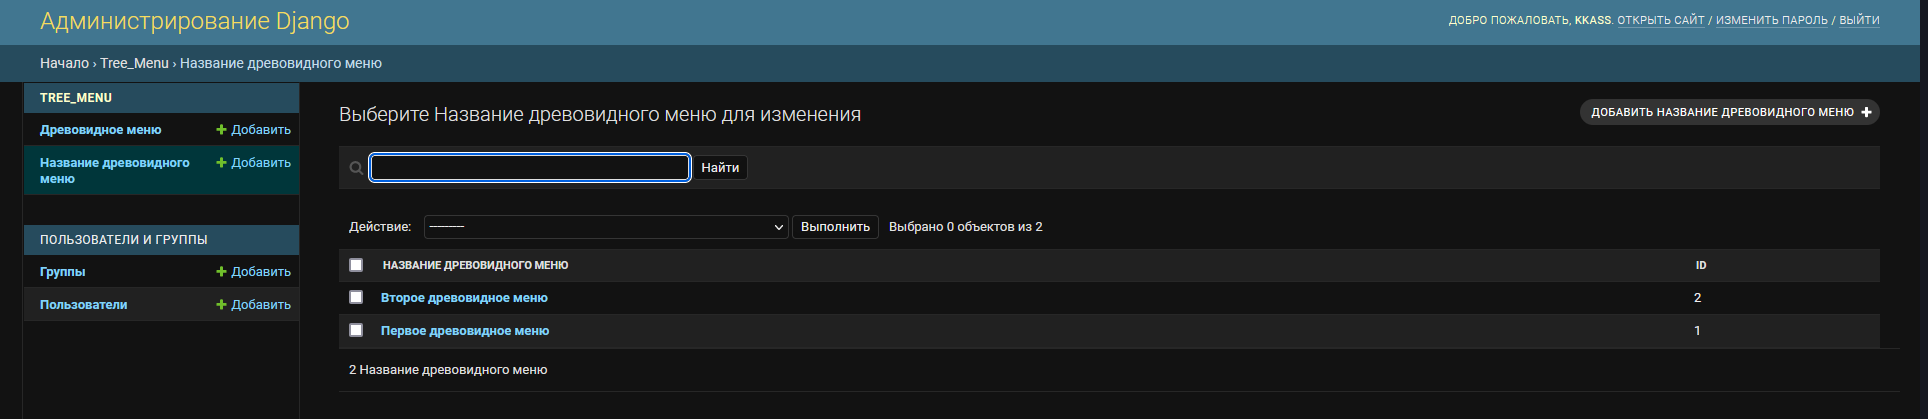 Администрирование Django
ДОБРО ПОЖАЛОВАТЬ, KKASS. ОТКРЫТЬ САЙТ / ИЗМЕНИТЬ ПАРОЛЬ / ВЫЙТИ
Начало › Tree_Menu › Название древовидного меню
TREE_MENU
Древовидное меню + Добавить
Название древовидного + Добавить
меню
ПОЛЬЗОВАТЕЛИ И ГРУППЫ
Группы + Добавить
Пользователи + Добавить
Выберите Название древовидного меню для изменения
ДОБАВИТЬ НАЗВАНИЕ ДРЕВОВИДНОГО МЕНЮ +
Найти
Действие: --------- Выполнить Выбрано 0 объектов из 2
НАЗВАНИЕ ДРЕВОВИДНОГО МЕНЮ ID
Второе древовидное меню 2
Первое древовидное меню 1
2 Название древовидного меню